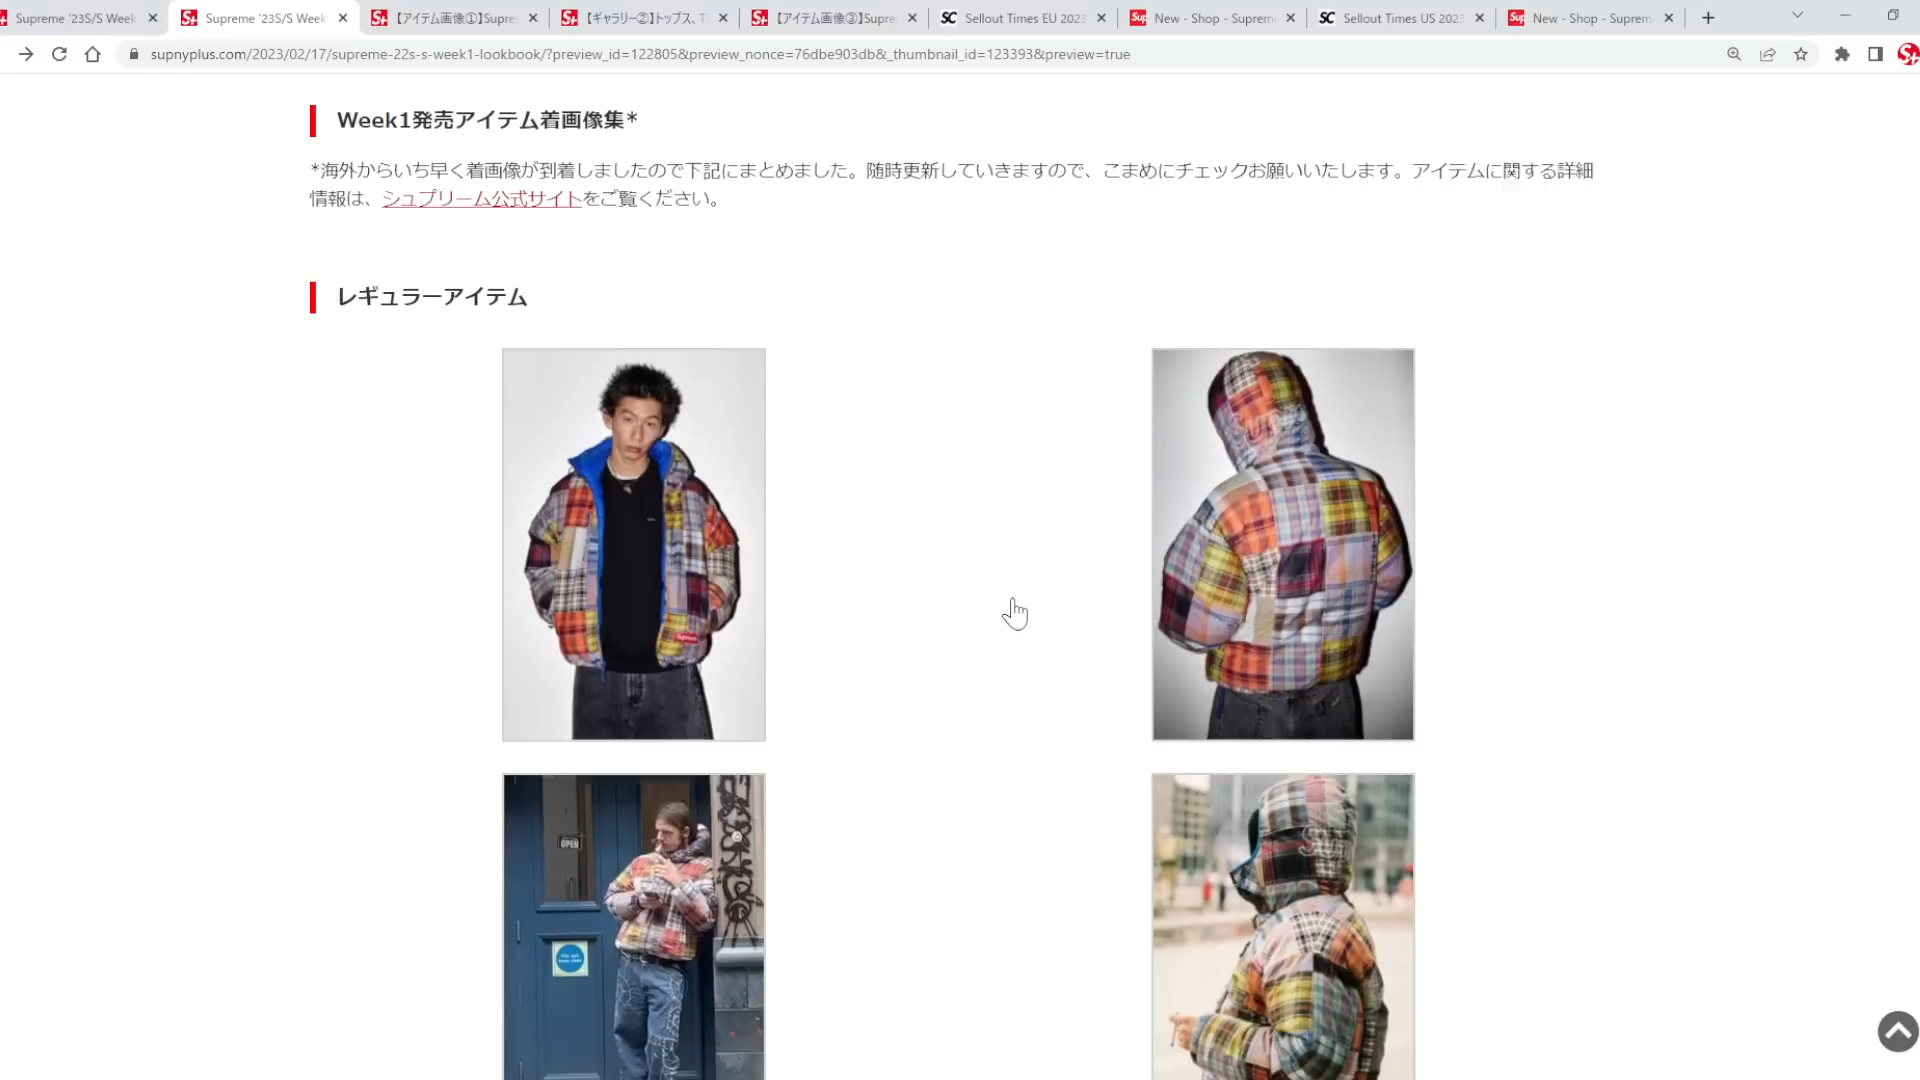 Supreme '23S/S Week
Supreme '23S/S Week
【アイテム画像①】Supre
【ギャラリー②】トップス、T
【アイテム画像③】Supre
Sellout Times EU 2023
New - Shop - Suprem
Sellout Times US 2023
New - Shop - Suprem
supnyplus.com/2023/02/17/supreme-22s-s-week1-lookbook/?preview_id=122805&preview_nonce=76dbe903db&_thumbnail_id=123393&preview=true
Week1発売アイテム着画像集*
*海外からいち早く着画像が到着しましたので下記にまとめました。随時更新していきますので、こまめにチェックお願いいたします。アイテムに関する詳細
情報は、シュプリーム公式サイトをご覧ください。
レギュラーアイテム
Supreme
OPEN